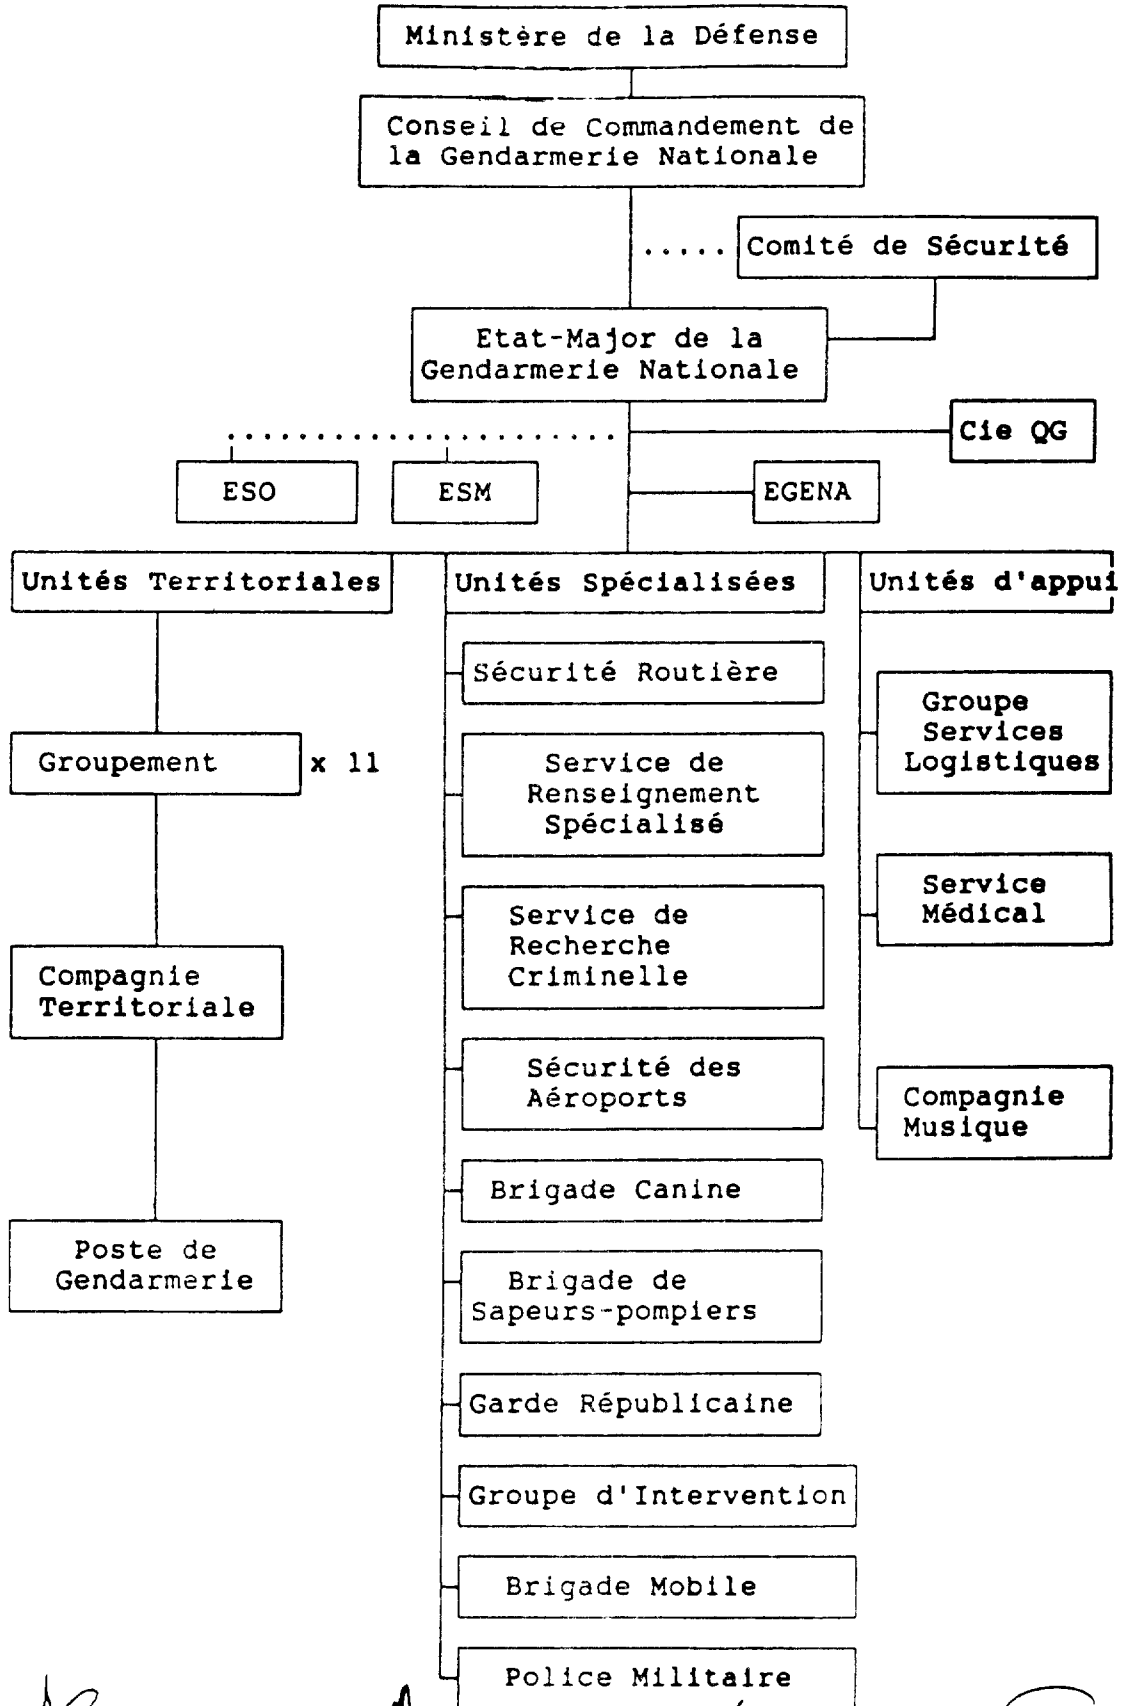 Ministère de la Défense
Conseil de Commandement de
la Gendarmerie Nationale
..... Comité de Sécurité
Etat-Major de la
Gendarmerie Nationale
Cie QG
ESO
ESM
EGENA
Unités Territoriales
Unités Spécialisées
Unités d'appui
Groupement
x 11
Compagnie
Territoriale
Poste de
Gendarmerie
Sécurité Routière
Service de
Renseignement
Spécialisé
Service de
Recherche
Criminelle
Sécurité des
Aéroports
Brigade Canine
Brigade de
Sapeurs-pompiers
Garde Républicaine
Groupe d'Intervention
Brigade Mobile
Police Militaire
Groupe
Services
Logistiques
Service
Médical
Compagnie
Musique